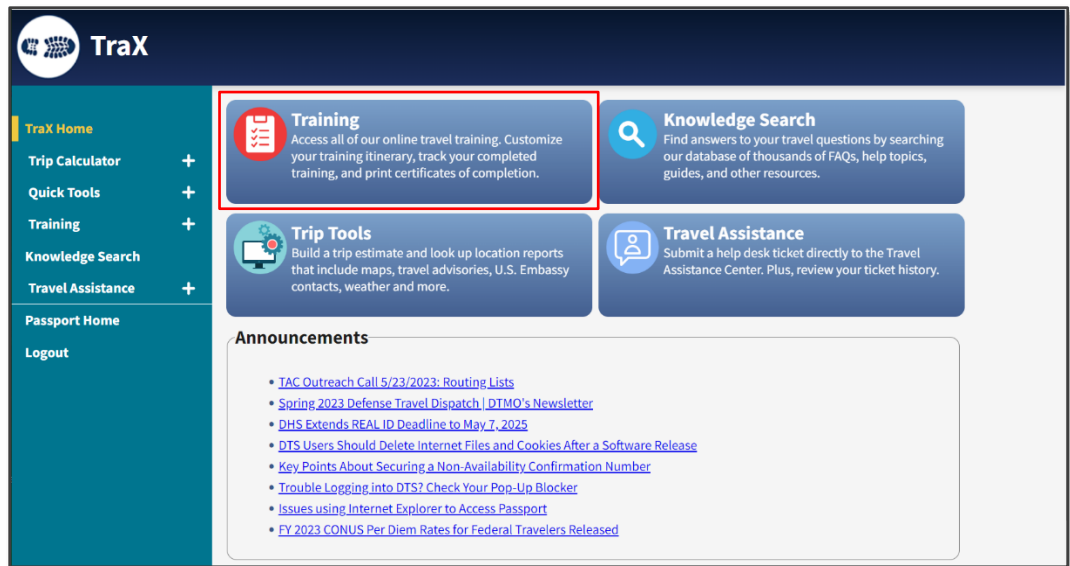 TraX
TraX Home
Trip Calculator +
Quick Tools +
Training +
Knowledge Search
Travel Assistance +
Passport Home
Logout
Training
Access all of our online travel training. Customize
your training itinerary, track your completed
training, and print certificates of completion.
Knowledge Search
Find answers to your travel questions by searching
our database of thousands of FAQs, help topics,
guides, and other resources.
Trip Tools
Build a trip estimate and look up location reports
that include maps, travel advisories, U.S. Embassy
contacts, weather and more.
Travel Assistance
Submit a help desk ticket directly to the Travel
Assistance Center. Plus, review your ticket history.
Announcements
• TAC Outreach Call 5/23/2023: Routing Lists
• Spring 2023 Defense Travel Dispatch | DTMO's Newsletter
• DHS Extends REAL ID Deadline to May 7, 2025
• DTS Users Should Delete Internet Files and Cookies After a Software Release
• Key Points About Securing a Non-Availability Confirmation Number
• Trouble Logging into DTS? Check Your Pop-Up Blocker
• Issues using Internet Explorer to Access Passport
• FY 2023 CONUS Per Diem Rates for Federal Travelers Released